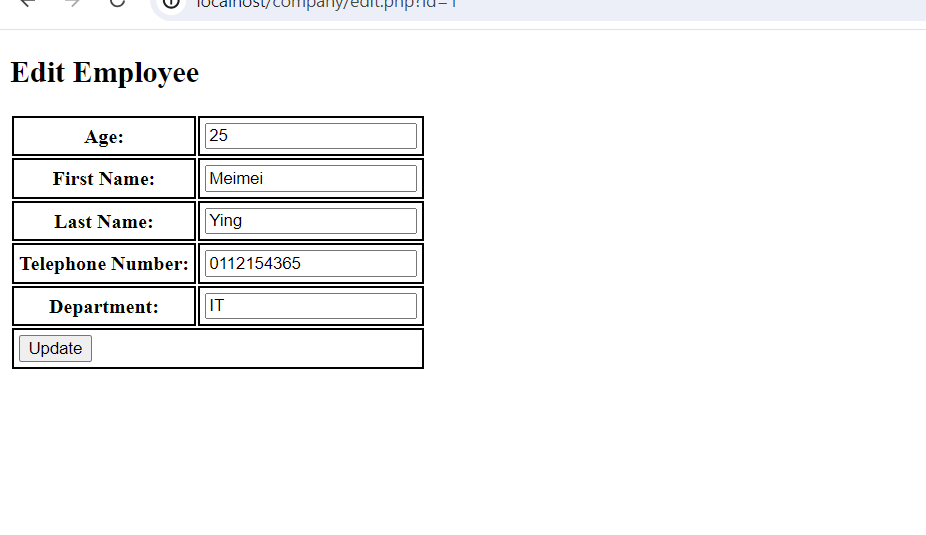 localhost/company/edit.php?id=1
Edit Employee
Age: 25
First Name: Meimei
Last Name: Ying
Telephone Number: 0112154365
Department: IT
Update